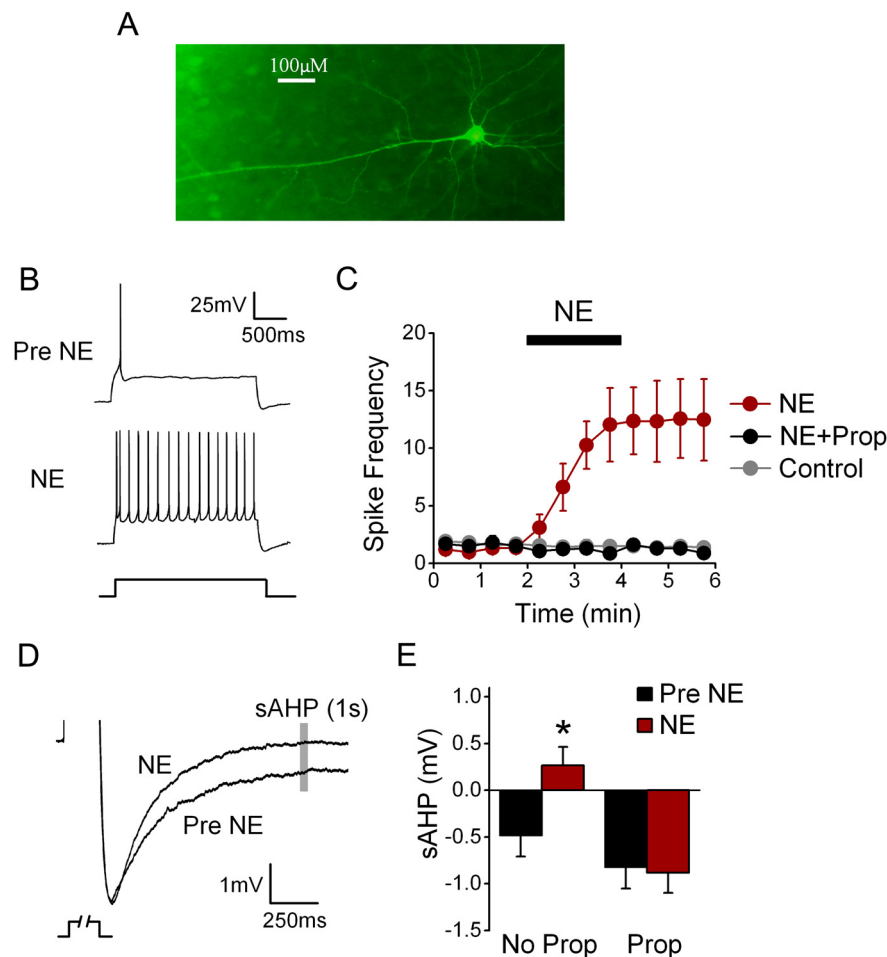 A
100µM
B
25mV
500ms
Pre NE
NE
C
NE
Spike Frequency
20
15
10
5
0
0 1 2 3 4 5 6
Time (min)
NE
NE+Prop
Control
D
sAHP (1s)
NE
Pre NE
1mV
250ms
E
sAHP (mV)
1.0
0.5
0.0
-0.5
-1.0
-1.5
Pre NE
NE
*
No Prop Prop